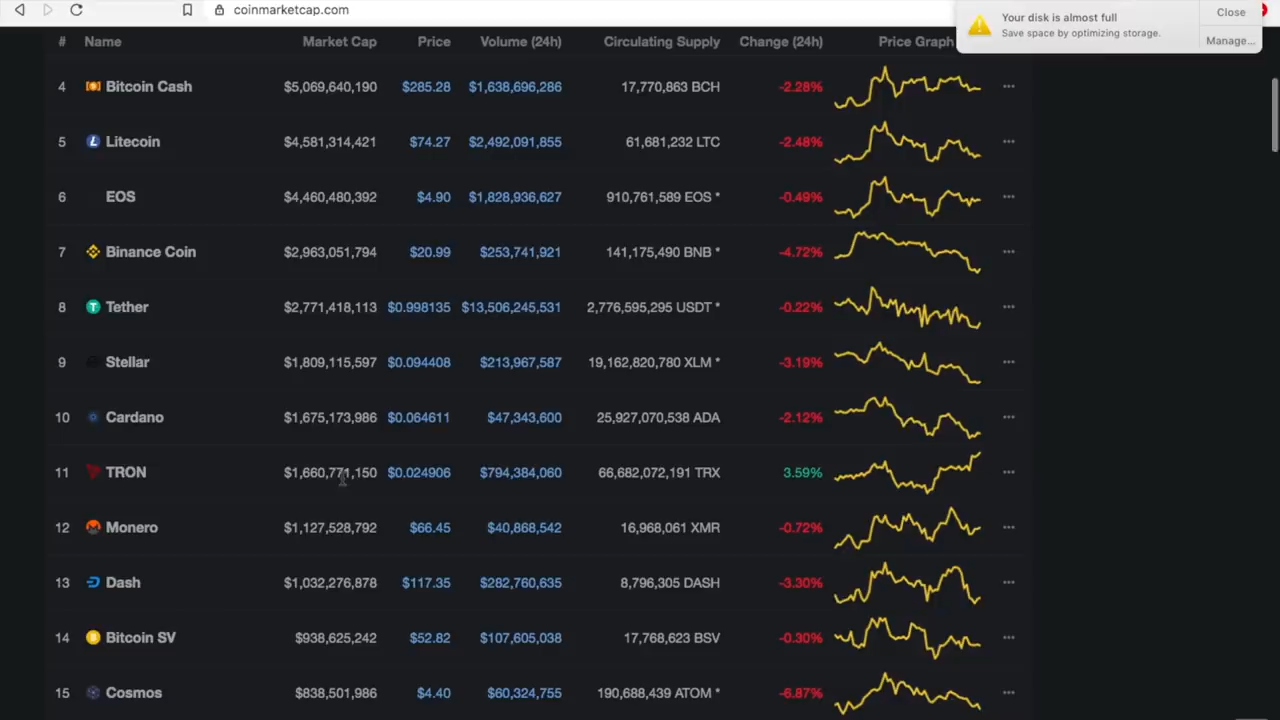 coinmarketcap.com
Your disk is almost full
Save space by optimizing storage.
Close
Manage...
# Name Market Cap Price Volume (24h) Circulating Supply Change (24h) Price Graph
4 Bitcoin Cash $5,069,640,190 $285.28 $1,638,696,286 17,770,863 BCH -2.28%
5 Litecoin $4,581,314,421 $74.27 $2,492,091,855 61,681,232 LTC -2.48%
6 EOS $4,460,480,392 $4.90 $1,828,936,627 910,761,589 EOS * -0.49%
7 Binance Coin $2,963,051,794 $20.99 $253,741,921 141,175,490 BNB * -4.72%
8 Tether $2,771,418,113 $0.998135 $13,506,245,531 2,776,595,295 USDT * -0.22%
9 Stellar $1,809,115,597 $0.094408 $213,967,587 19,162,820,780 XLM * -3.19%
10 Cardano $1,675,173,986 $0.064611 $47,343,600 25,927,070,538 ADA -2.12%
11 TRON $1,660,771,150 $0.024906 $794,384,060 66,682,072,191 TRX 3.59%
12 Monero $1,127,528,792 $66.45 $40,868,542 16,968,061 XMR -0.72%
13 Dash $1,032,276,878 $117.35 $282,760,635 8,796,305 DASH -3.30%
14 Bitcoin SV $938,625,242 $52.82 $107,605,038 17,768,623 BSV -0.30%
15 Cosmos $838,501,986 $4.40 $60,324,755 190,688,439 ATOM * -6.87%